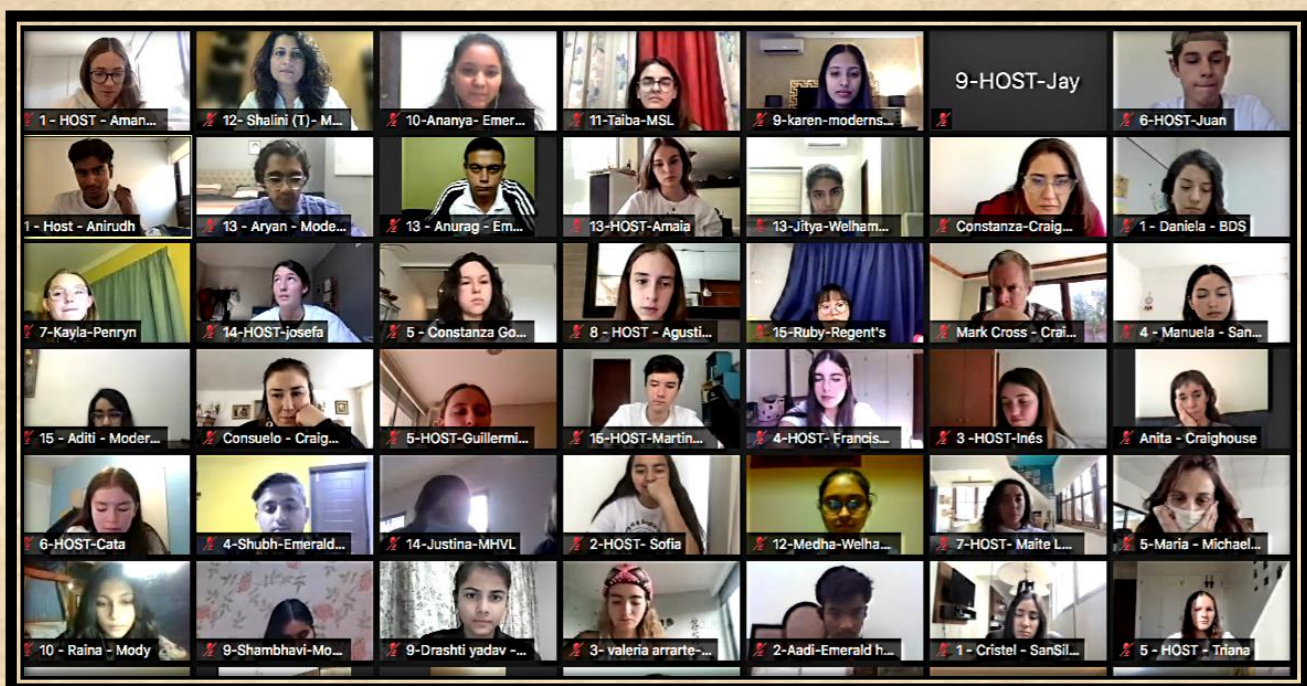 1 - HOST - Aman...
12- Shalini (T)- M...
10-Ananya- Emer...
11-Taiba-MSL
9-karen-moderns...
9-HOST-Jay
6-HOST-Juan
1 - Host - Anirudh
13 - Aryan - Mode...
13 - Anurag - Em...
13-HOST-Amaia
13-Jitya-Welham...
Constanza-Craig...
1 - Daniela - BDS
7-Kayla-Penryn
14-HOST-josefa
5 - Constanza Go...
8 - HOST - Agusti...
15-Ruby-Regent's
Mark Cross - Crai...
4 - Manuela - San...
15 - Aditi - Moder...
Consuelo - Craig...
5-HOST-Guillermi...
15-HOST-Martin...
4-HOST- Francis...
3 -HOST-Inés
Anita - Craighouse
6-HOST-Cata
4-Shubh-Emerald...
14-Justina-MHVL
2-HOST- Sofia
12-Medha-Welha...
7-HOST- Maite L...
5-Maria - Michael...
10 - Raina - Mody
9-Shambhavi-Mo...
9-Drashti yadav -...
3- valeria arrarte-...
2-Aadi-Emerald h...
1 - Cristel - SanSil...
5 - HOST - Triana